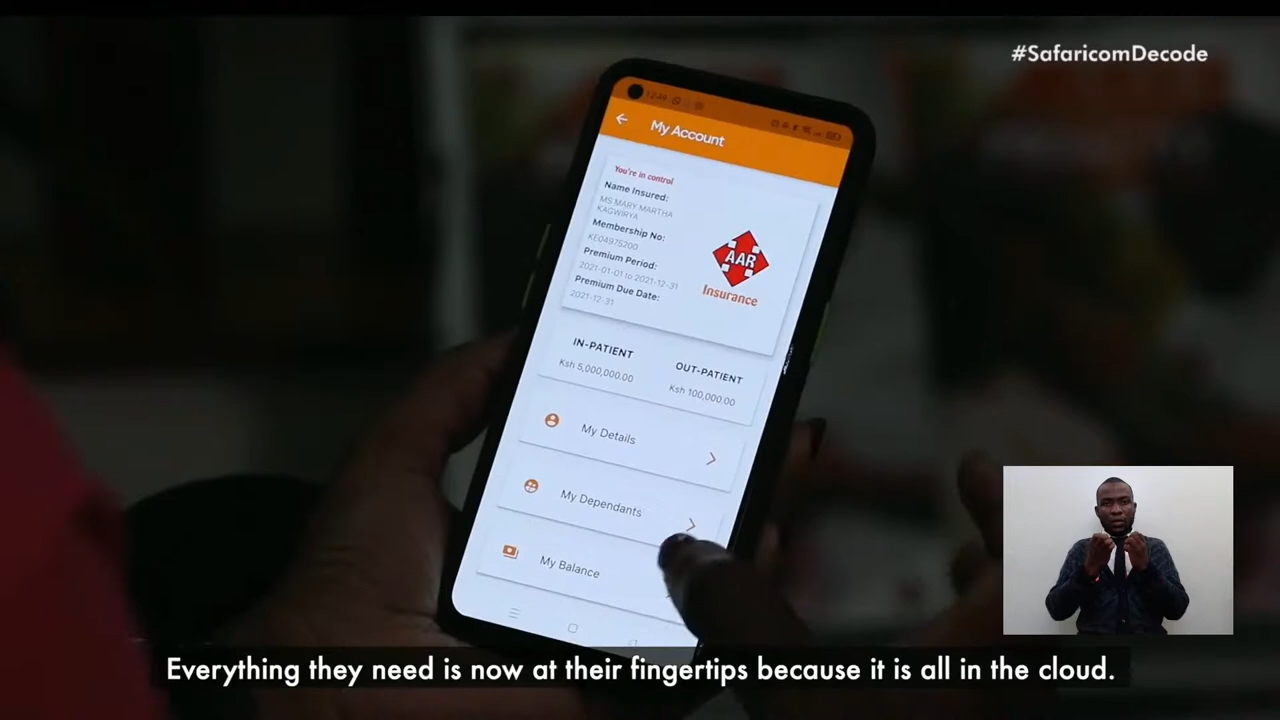 #SafaricomDecode
12:49
My Account
You're in control
Name Insured:
MS MARY MARTHA
KAGWIRYA
Membership No:
KE04975200
Premium Period:
2021-01-01 to 2021-12-31
Premium Due Date:
2021-12-31
AAR
Insurance
IN-PATIENT
Ksh 5,000,000.00
OUT-PATIENT
Ksh 100,000.00
My Details
My Dependants
My Balance
Everything they need is now at their fingertips because it is all in the cloud.